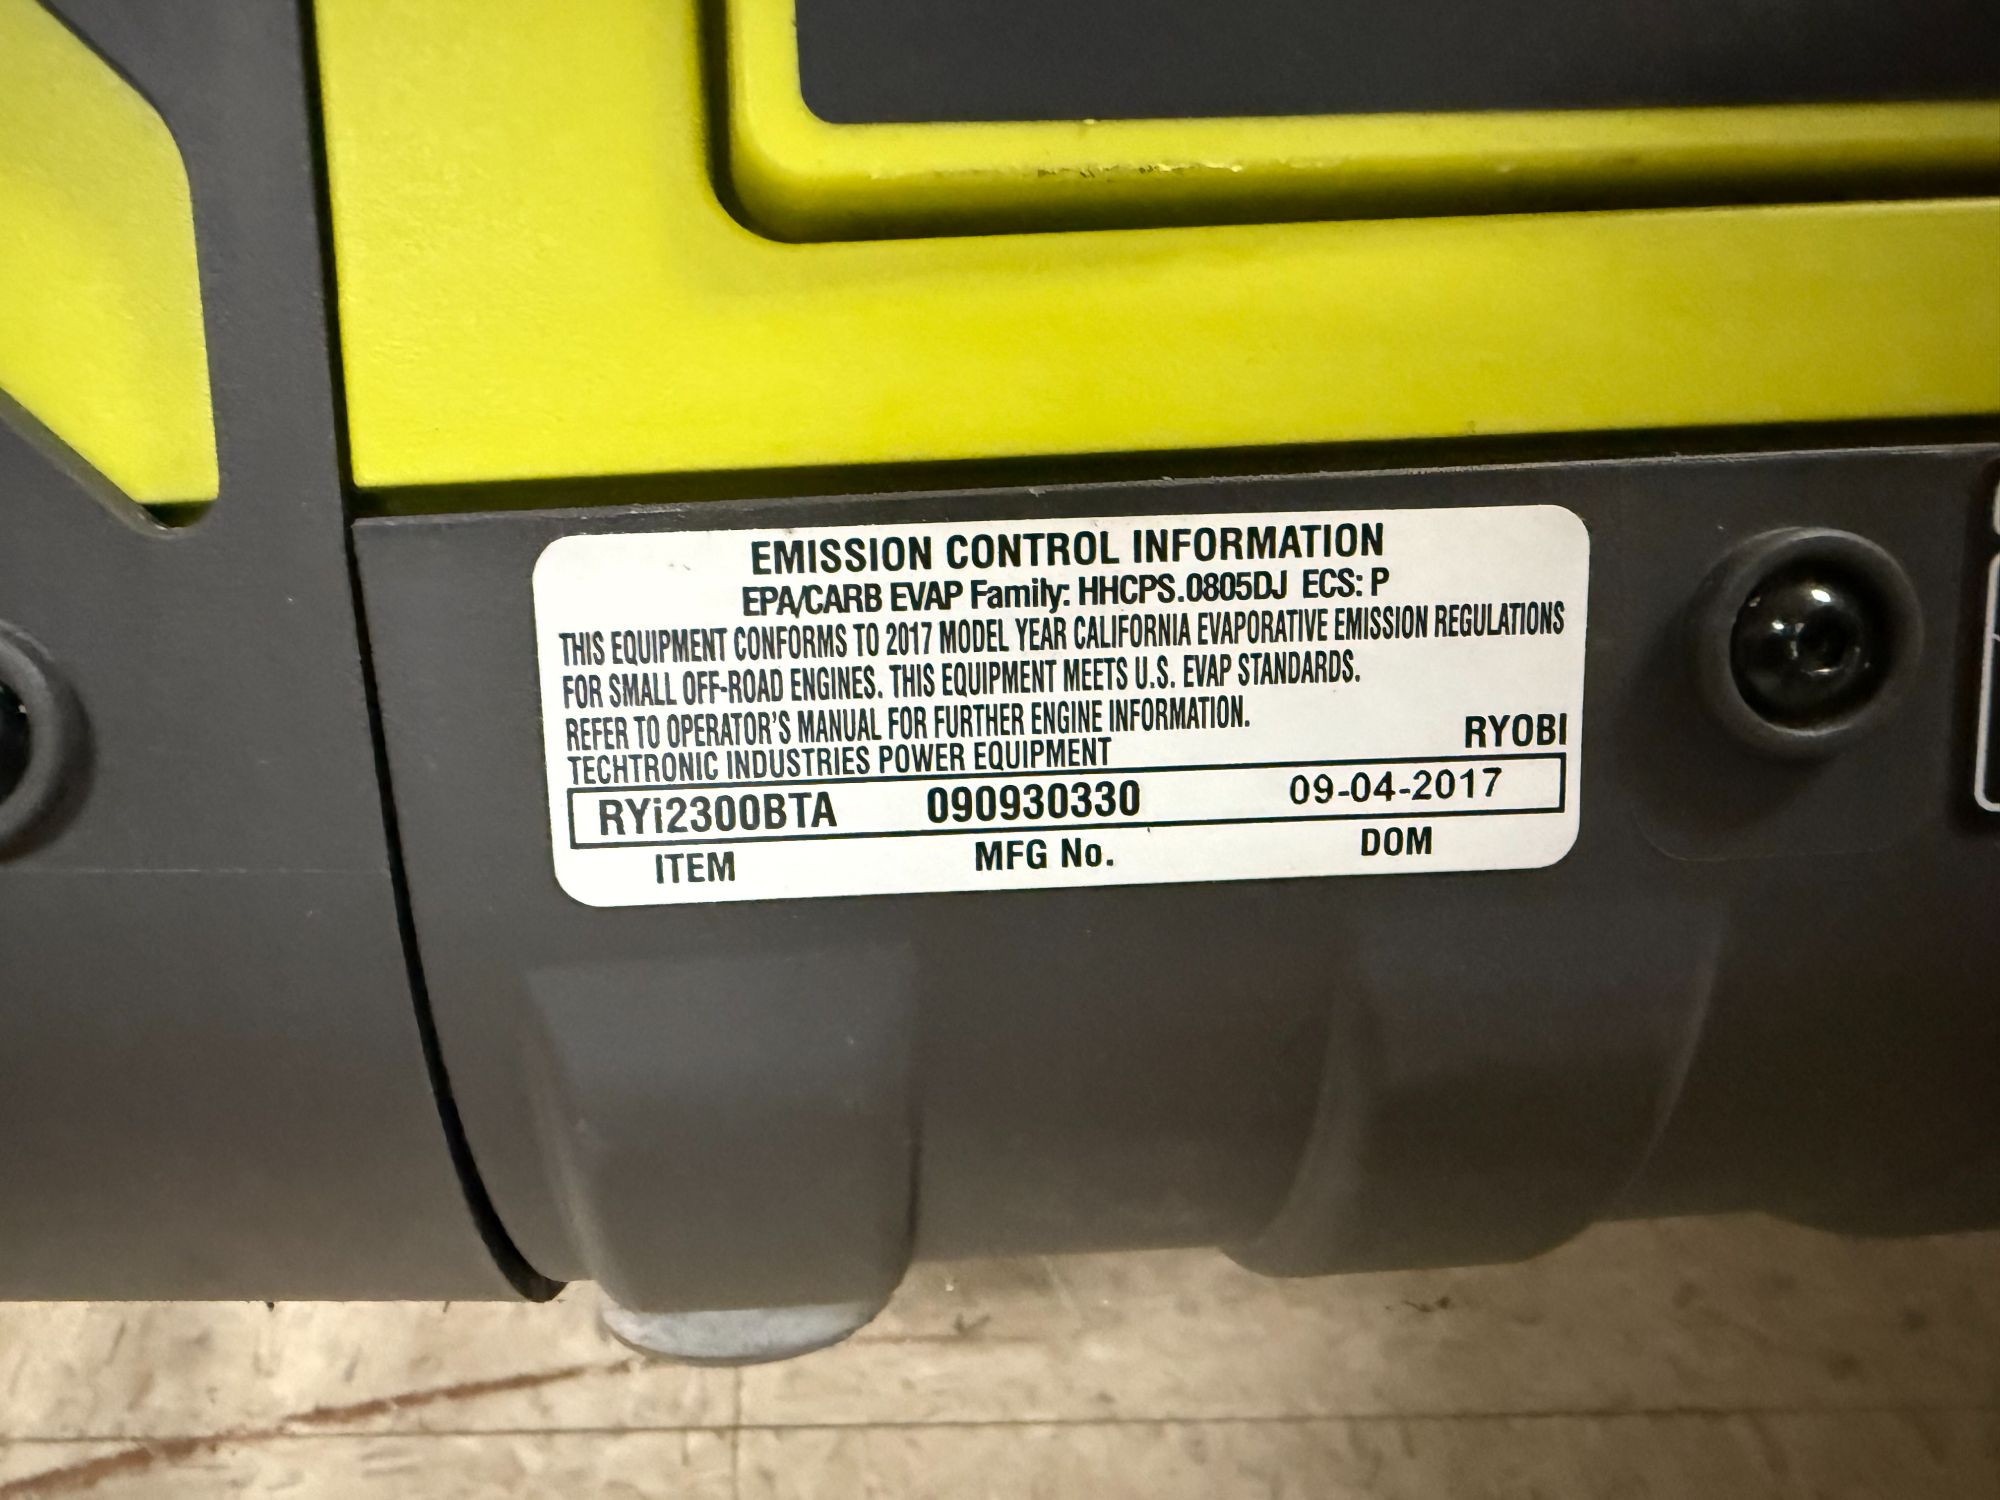 EMISSION CONTROL INFORMATION
EPA/CARB EVAP Family: HHCPS.0805DJ ECS: P
THIS EQUIPMENT CONFORMS TO 2017 MODEL YEAR CALIFORNIA EVAPORATIVE EMISSION REGULATIONS
FOR SMALL OFF-ROAD ENGINES. THIS EQUIPMENT MEETS U.S. EVAP STANDARDS.
REFER TO OPERATOR'S MANUAL FOR FURTHER ENGINE INFORMATION.
TECHTRONIC INDUSTRIES POWER EQUIPMENT RYOBI
RYi2300BTA 090930330 09-04-2017
ITEM MFG No. DOM